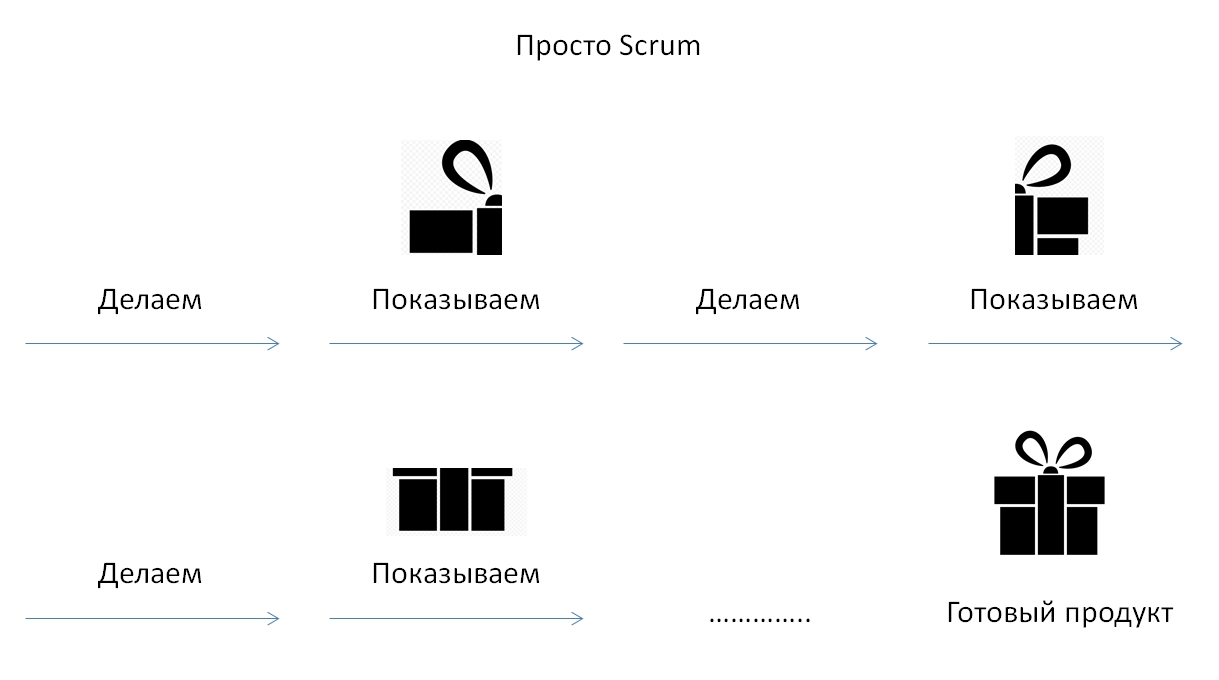 Просто Scrum
Делаем
Показываем
Делаем
Показываем
Делаем
Показываем
…………..
Готовый продукт